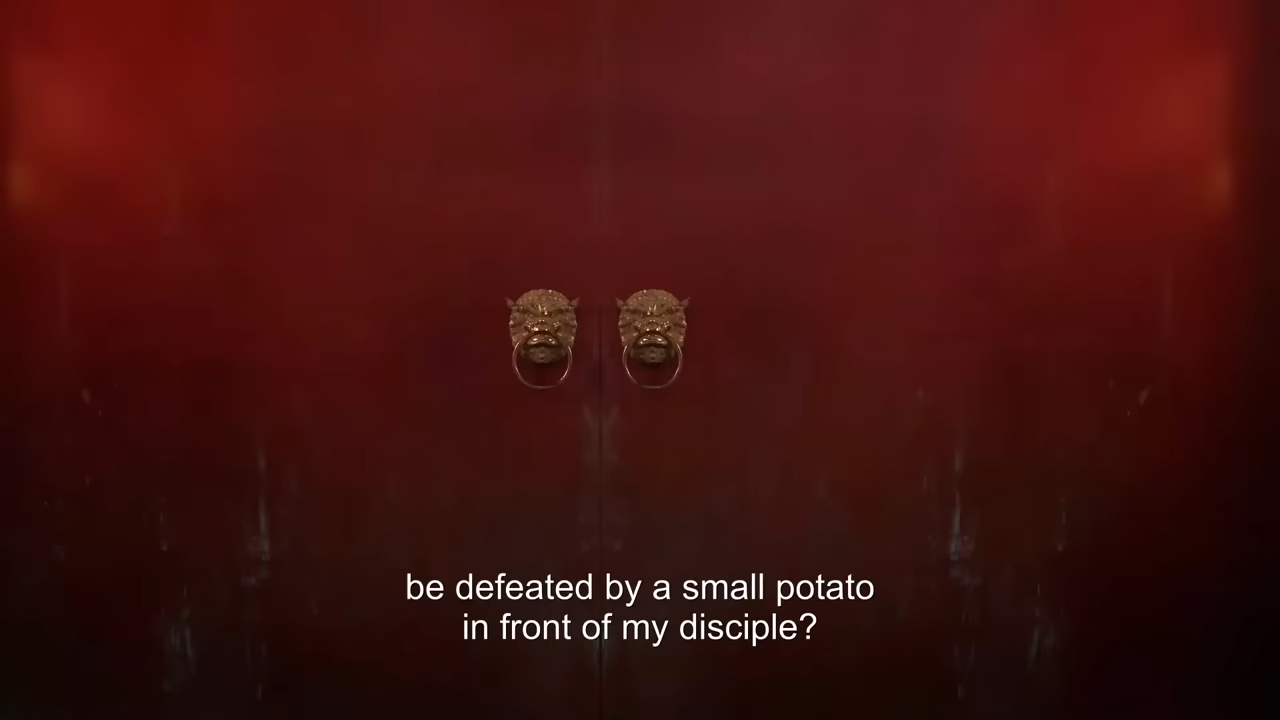 be defeated by a small potato
in front of my disciple?